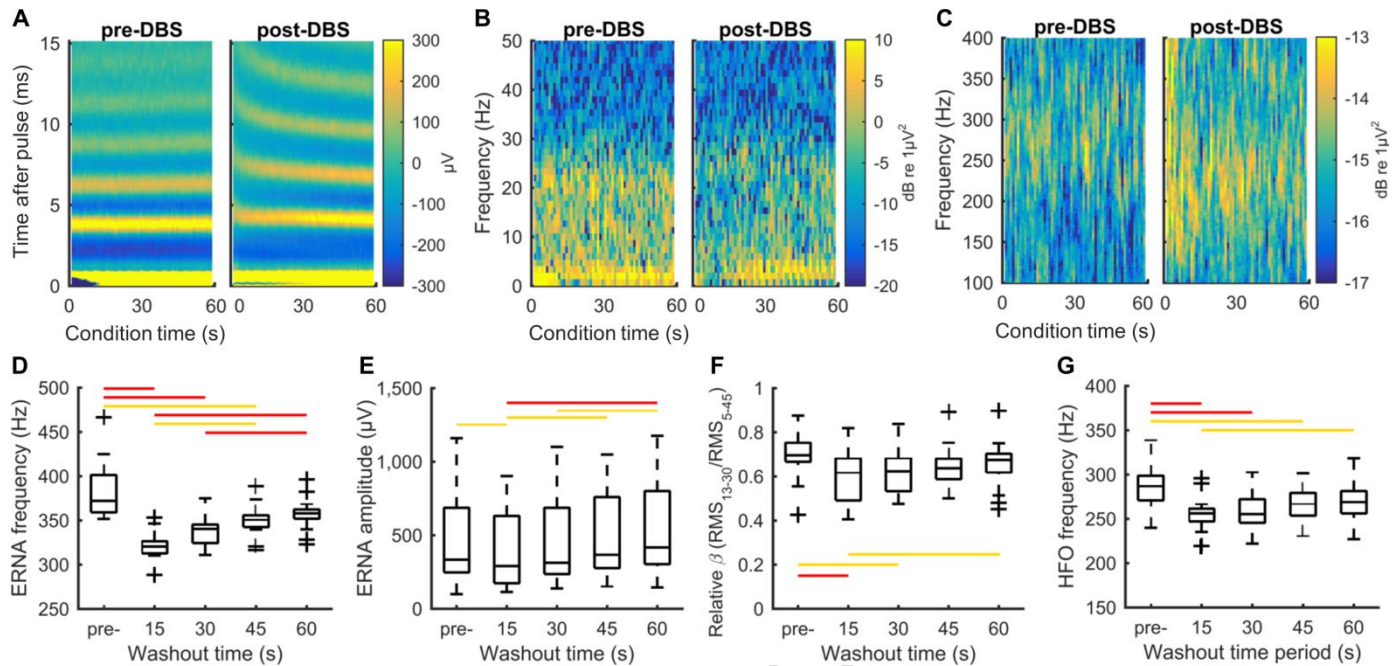 A
pre-DBS
post-DBS
15
10
5
0
Time after pulse (ms)
0
30
60
0
30
60
Condition time (s)
300
200
100
0
-100
-200
-300
µV
B
pre-DBS
post-DBS
50
40
30
20
10
0
Frequency (Hz)
0
30
60
0
30
60
Condition time (s)
10
5
0
-5
-10
-15
-20
dB re 1µV²
C
pre-DBS
post-DBS
400
350
300
250
200
150
100
Frequency (Hz)
0
30
60
0
30
60
Condition time (s)
-13
-14
-15
-16
-17
dB re 1µV²
D
500
450
400
350
300
250
ERNA frequency (Hz)
pre- 15 30 45 60
Washout time (s)
E
1,500
1,000
500
0
ERNA amplitude (µV)
pre- 15 30 45 60
Washout time (s)
F
1
0.8
0.6
0.4
0.2
0
Relative β (RMS₁₃₋₃₀/RMS₅₋₄₅)
pre- 15 30 45 60
Washout time (s)
G
400
350
300
250
200
150
HFO frequency (Hz)
pre- 15 30 45 60
Washout time period (s)